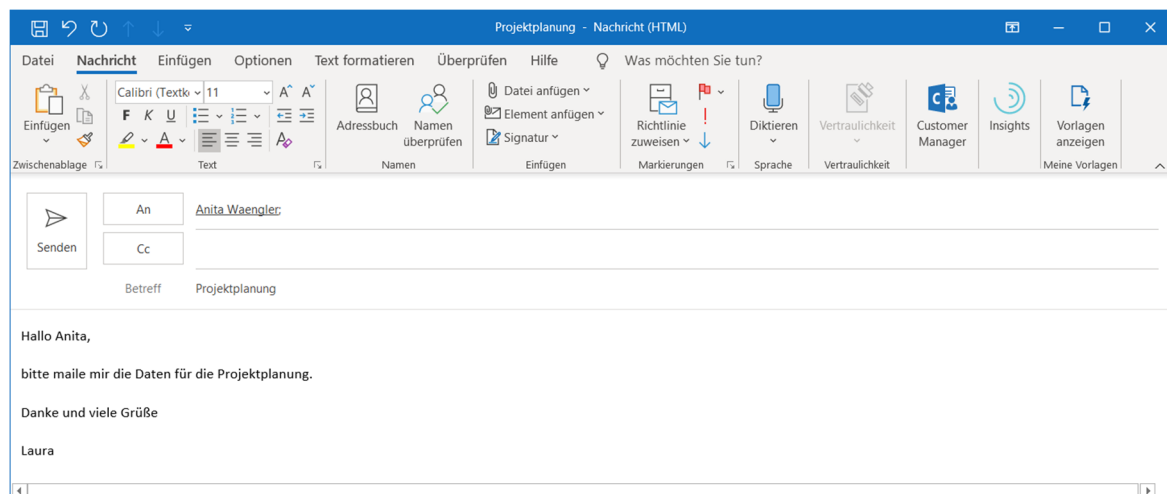 Projektplanung - Nachricht (HTML)
Datei Nachricht Einfügen Optionen Text formatieren Überprüfen Hilfe Was möchten Sie tun?
Calibri (Textk 11 A A Datei anfügen
Einfügen F K U Adressbuch Namen überprüfen Element anfügen Richtlinie zuweisen Diktieren Vertraulichkeit Customer Manager Insights Vorlagen anzeigen
A A Signatur
Zwischenablage Text Namen Einfügen Markierungen Sprache Vertraulichkeit Meine Vorlagen
An Anita Waengler;
Senden Cc
Betreff Projektplanung
Hallo Anita,
bitte maile mir die Daten für die Projektplanung.
Danke und viele Grüße
Laura